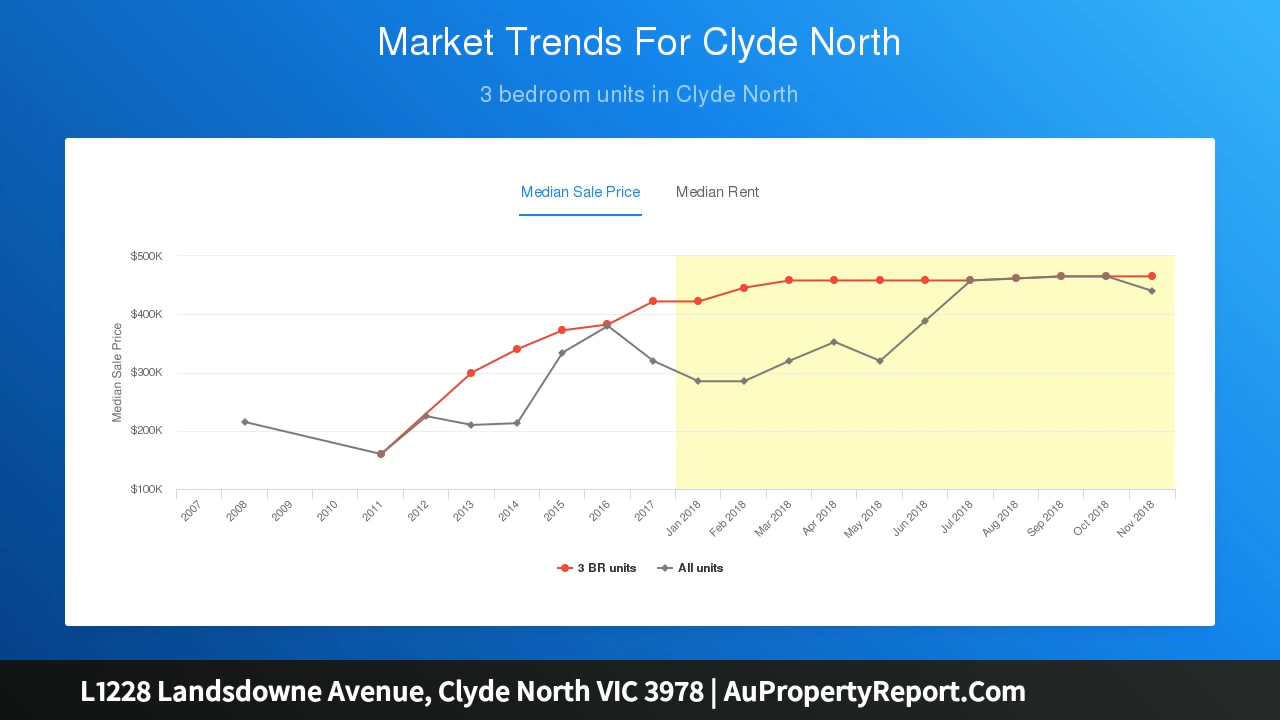 Market Trends For Clyde North
3 bedroom units in Clyde North
Median Sale Price
Median Rent
Median Sale Price
$500K
$400K
$300K
$200K
$100K
2007
2008
2009
2010
2011
2012
2013
2014
2015
2016
2017
Jan 2018
Feb 2018
Mar 2018
Apr 2018
May 2018
Jun 2018
Jul 2018
Aug 2018
Sep 2018
Oct 2018
Nov 2018
3 BR units
All units
L1228 Landsdowne Avenue, Clyde North VIC 3978 | AuPropertyReport.Com